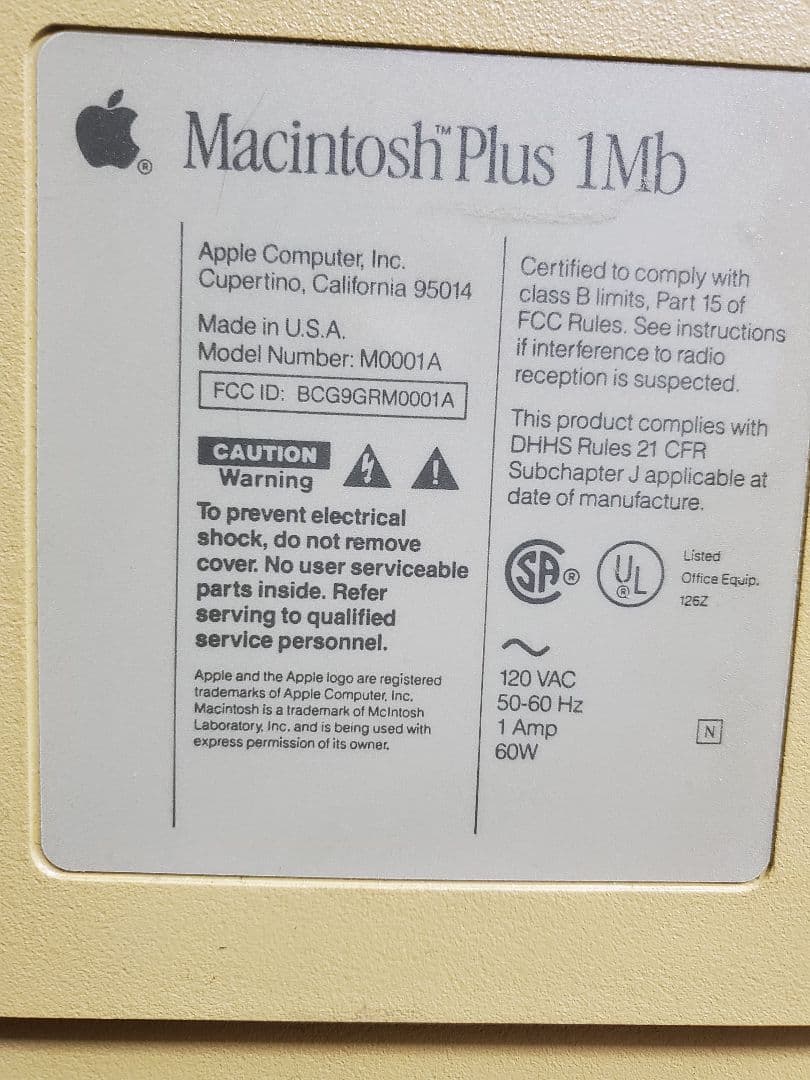 ® Macintosh™ Plus 1Mb
Apple Computer, Inc.
Cupertino, California 95014
Made in U.S.A.
Model Number: M0001A
FCC ID: BCG9GRM0001A
CAUTION
Warning
To prevent electrical
shock, do not remove
cover. No user serviceable
parts inside. Refer
serving to qualified
service personnel.
Apple and the Apple logo are registered
trademarks of Apple Computer, Inc.
Macintosh is a trademark of McIntosh
Laboratory, Inc. and is being used with
express permission of its owner.
Certified to comply with
class B limits, Part 15 of
FCC Rules. See instructions
if interference to radio
reception is suspected.
This product complies with
DHHS Rules 21 CFR
Subchapter J applicable at
date of manufacture.
SA® UL®
Listed
Office Equip.
126Z
120 VAC
50-60 Hz
1 Amp
60W
N